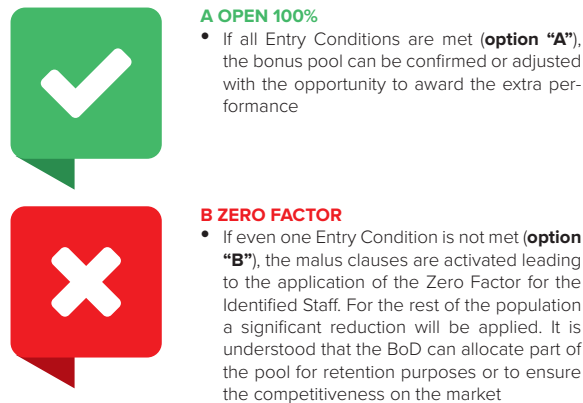 A OPEN 100%
• If all Entry Conditions are met (option “A”),
the bonus pool can be confirmed or adjusted
with the opportunity to award the extra per-
formance
B ZERO FACTOR
• If even one Entry Condition is not met (option
“B”), the malus clauses are activated leading
to the application of the Zero Factor for the
Identified Staff. For the rest of the population
a significant reduction will be applied. It is
understood that the BoD can allocate part of
the pool for retention purposes or to ensure
the competitiveness on the market